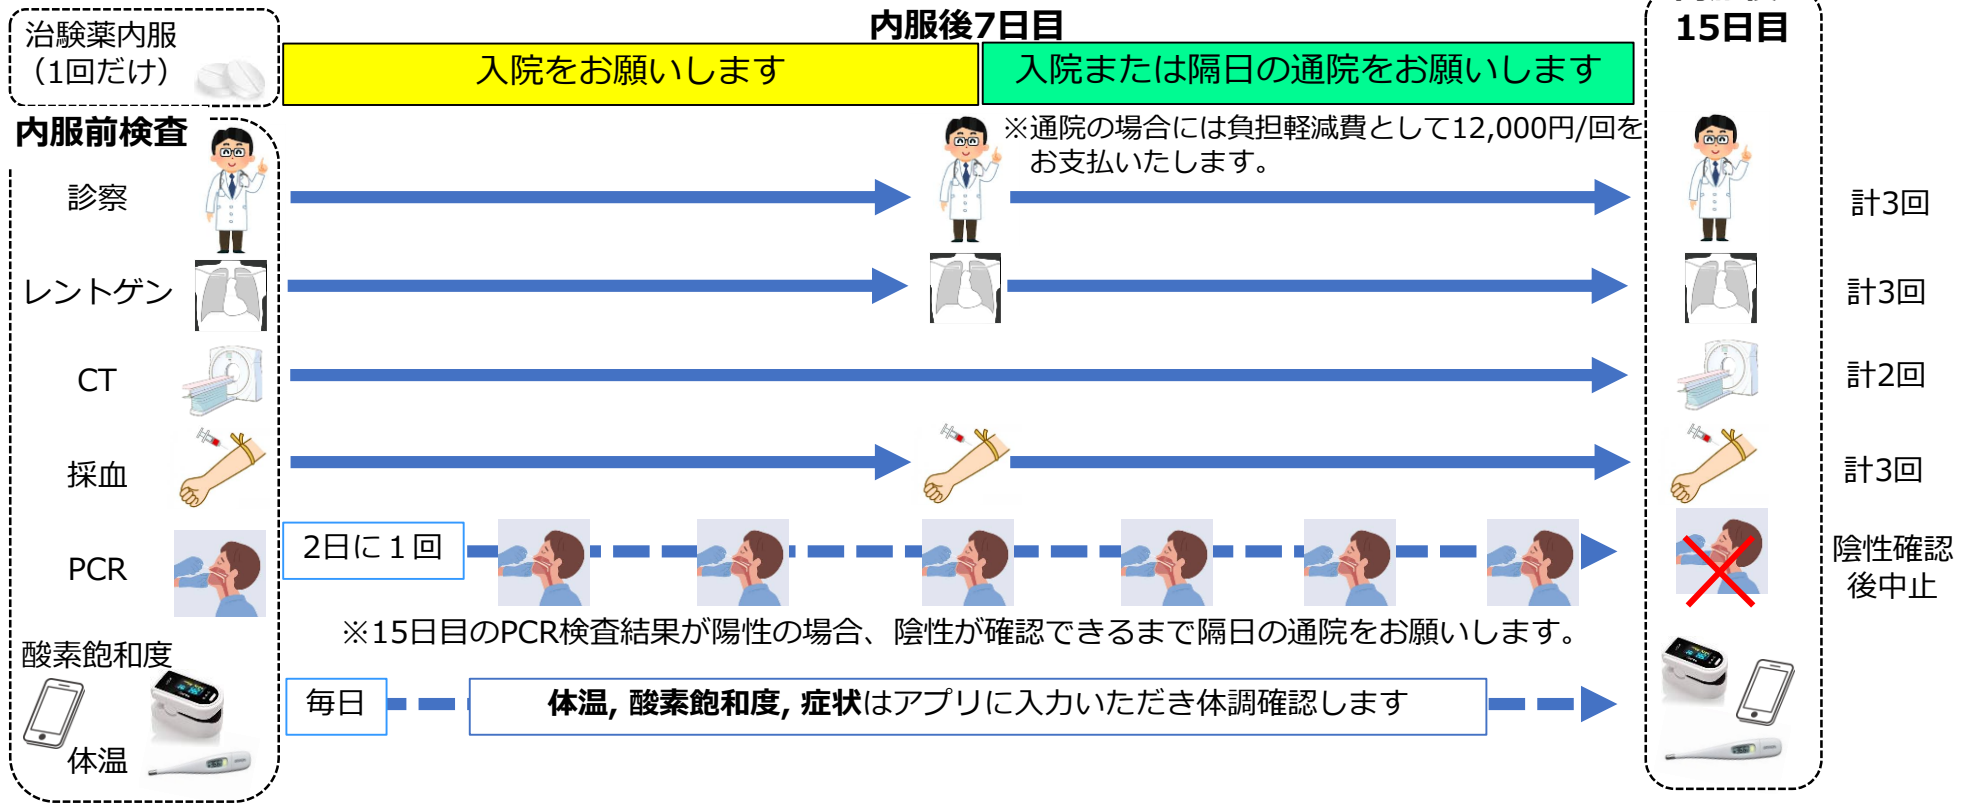 治験薬内服
（1回だけ）
内服後7日目
15日目
入院をお願いします
入院または隔日の通院をお願いします
内服前検査
※通院の場合には負担軽減費として12,000円/回を
お支払いたします。
診察
計3回
レントゲン
計3回
CT
計2回
採血
計3回
PCR
2日に１回
陰性確認
後中止
※15日目のPCR検査結果が陽性の場合、陰性が確認できるまで隔日の通院をお願いします。
酸素飽和度
毎日
体温, 酸素飽和度, 症状はアプリに入力いただき体調確認します
体温